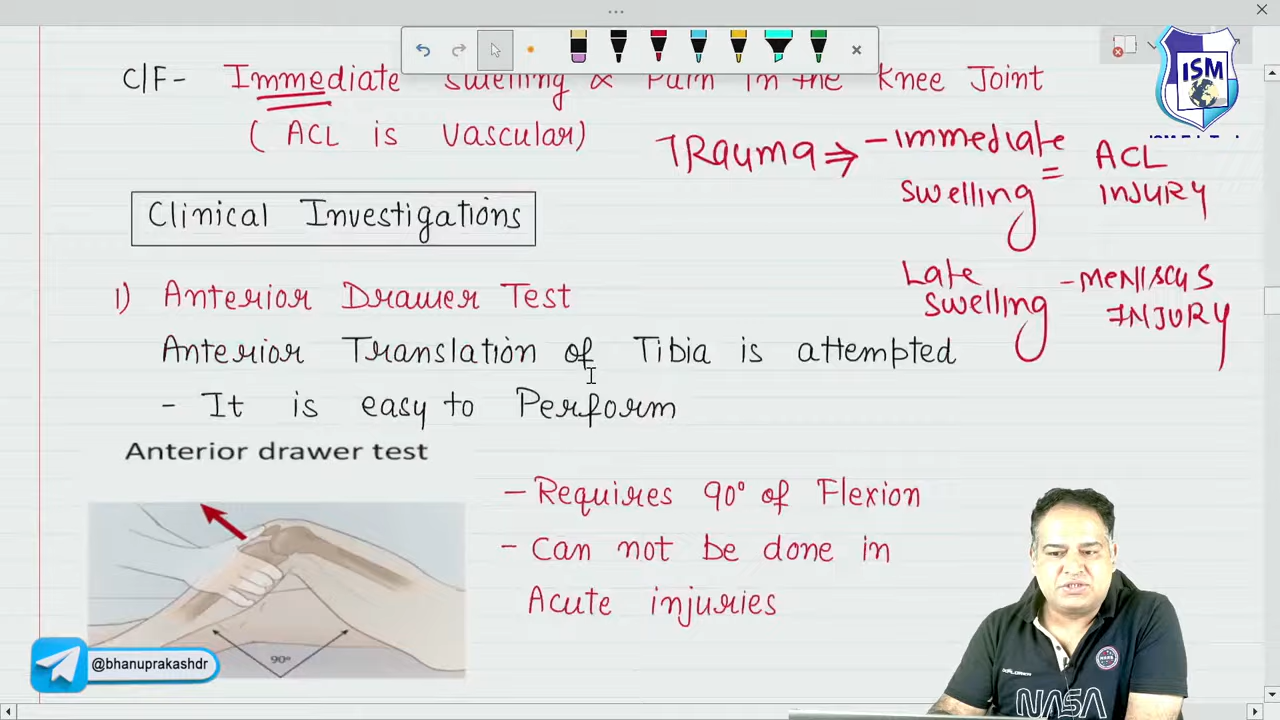 ISM
C/F- Immediate Swelling & Pain in the Knee Joint
(ACL is Vascular)
Trauma ⇒ - immediate swelling = ACL INJURY
Late swelling - MENISCUS INJURY
Clinical Investigations
1) Anterior Drawer Test
Anterior Translation of Tibia is attempted
- It is easy to Perform
Anterior drawer test
90°
- Requires 90° of Flexion
- Can not be done in
Acute injuries
@bhanuprakashdr
NASA